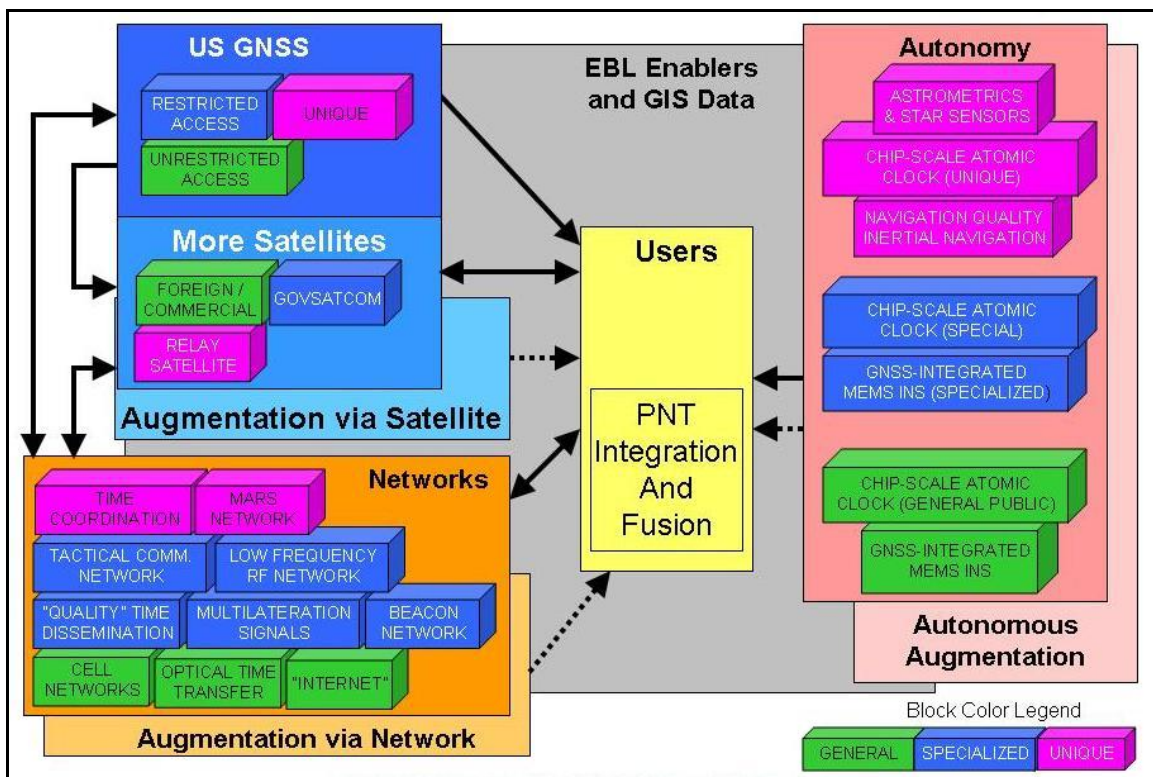 US GNSS
RESTRICTED
ACCESS
UNIQUE
UNRESTRICTED
ACCESS
More Satellites
FOREIGN /
COMMERCIAL
GOVSATCOM
RELAY
SATELLITE
Augmentation via Satellite
Networks
TIME
COORDINATION
MARS
NETWORK
TACTICAL COMM.
NETWORK
LOW FREQUENCY
RF NETWORK
"QUALITY" TIME
DISSEMINATION
MULTILATERATION
SIGNALS
BEACON
NETWORK
CELL
NETWORKS
OPTICAL TIME
TRANSFER
"INTERNET"
Augmentation via Network
EBL Enablers
and GIS Data
Users
PNT
Integration
And
Fusion
Autonomy
ASTROMETRICS
& STAR SENSORS
CHIP-SCALE ATOMIC
CLOCK (UNIQUE)
NAVIGATION QUALITY
INERTIAL NAVIGATION
CHIP-SCALE ATOMIC
CLOCK (SPECIAL)
GNSS-INTEGRATED
MEMS INS (SPECIALIZED)
CHIP-SCALE ATOMIC
CLOCK (GENERAL PUBLIC)
GNSS-INTEGRATED
MEMS INS
Autonomous
Augmentation
Block Color Legend
GENERAL
SPECIALIZED
UNIQUE